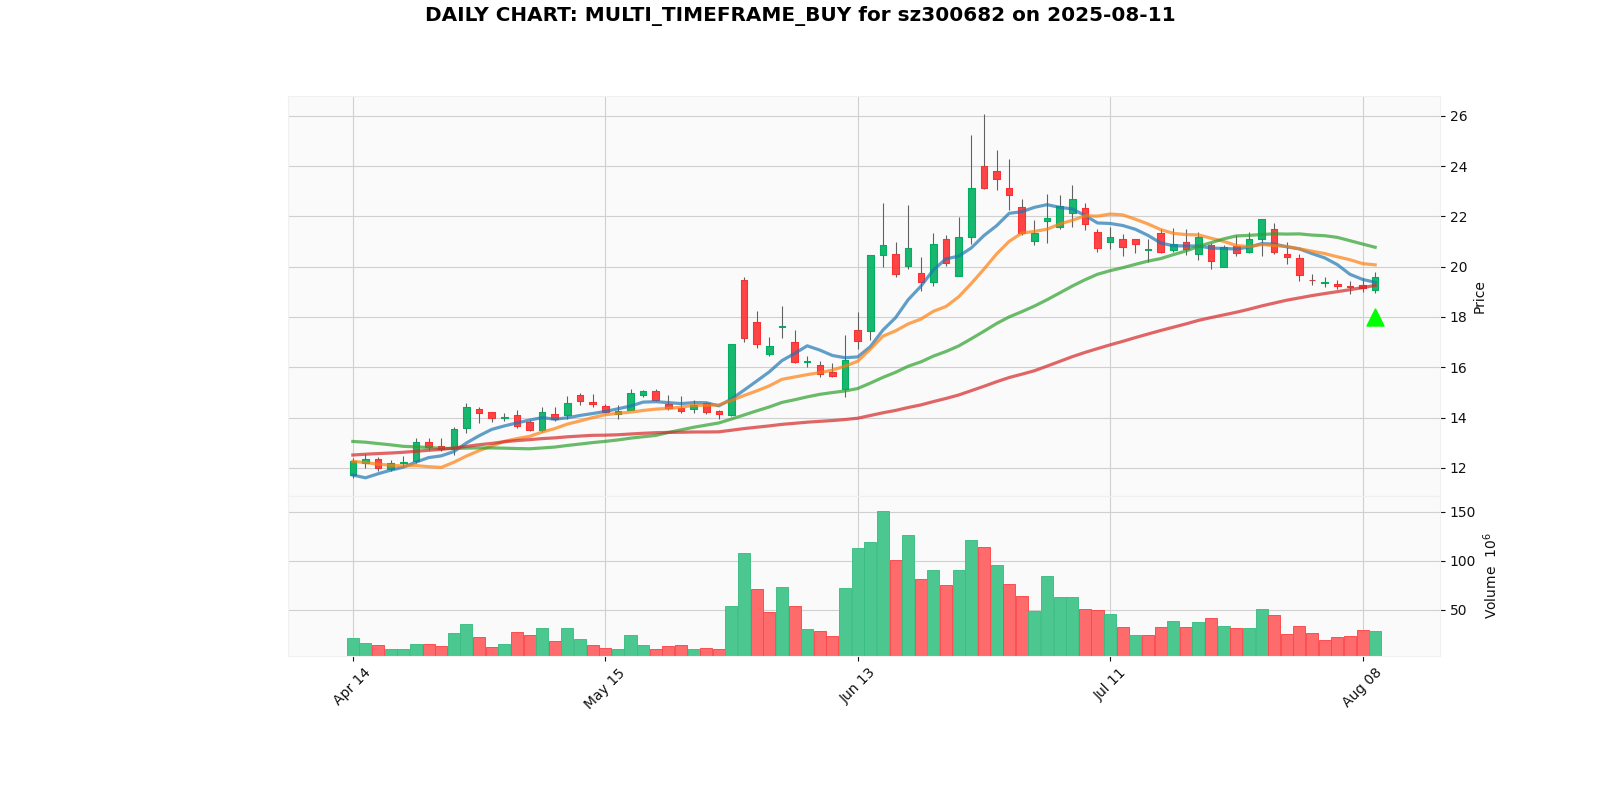 DAILY CHART: MULTI_TIMEFRAME_BUY for sz300682 on 2025-08-11
26
24
22
20
18
16
14
12
Price
150
100
50
Volume 10^6
Apr 14
May 15
Jun 13
Jul 11
Aug 08